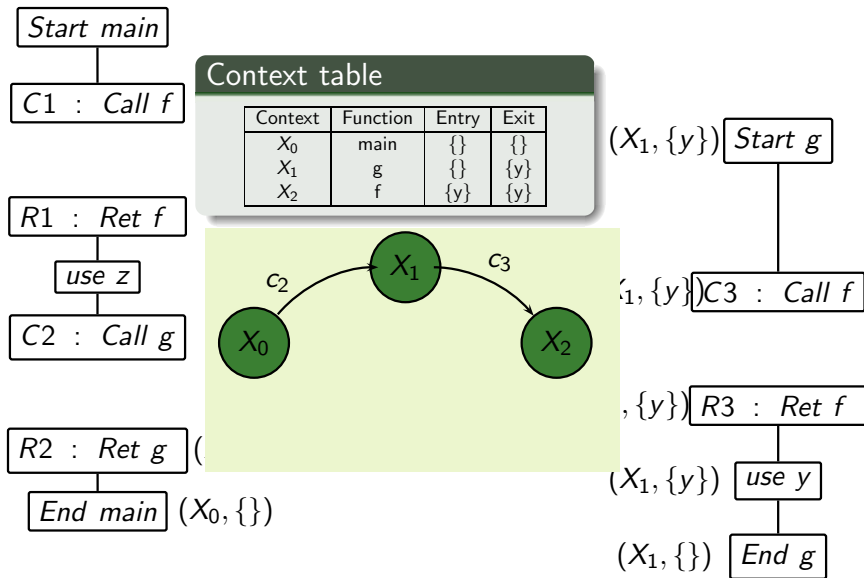 Start main
C1 : Call f
R1 : Ret f
use z
C2 : Call g
R2 : Ret g (
End main (X₀, {})
Context table
Context Function Entry Exit
X₀ main {} {}
X₁ g {} {y}
X₂ f {y} {y}
X₀
c₂
X₁
c₃
X₂
(X₁, {y}) Start g
X₁, {y}) C3 : Call f
, {y}) R3 : Ret f
(X₁, {y}) use y
(X₁, {}) End g